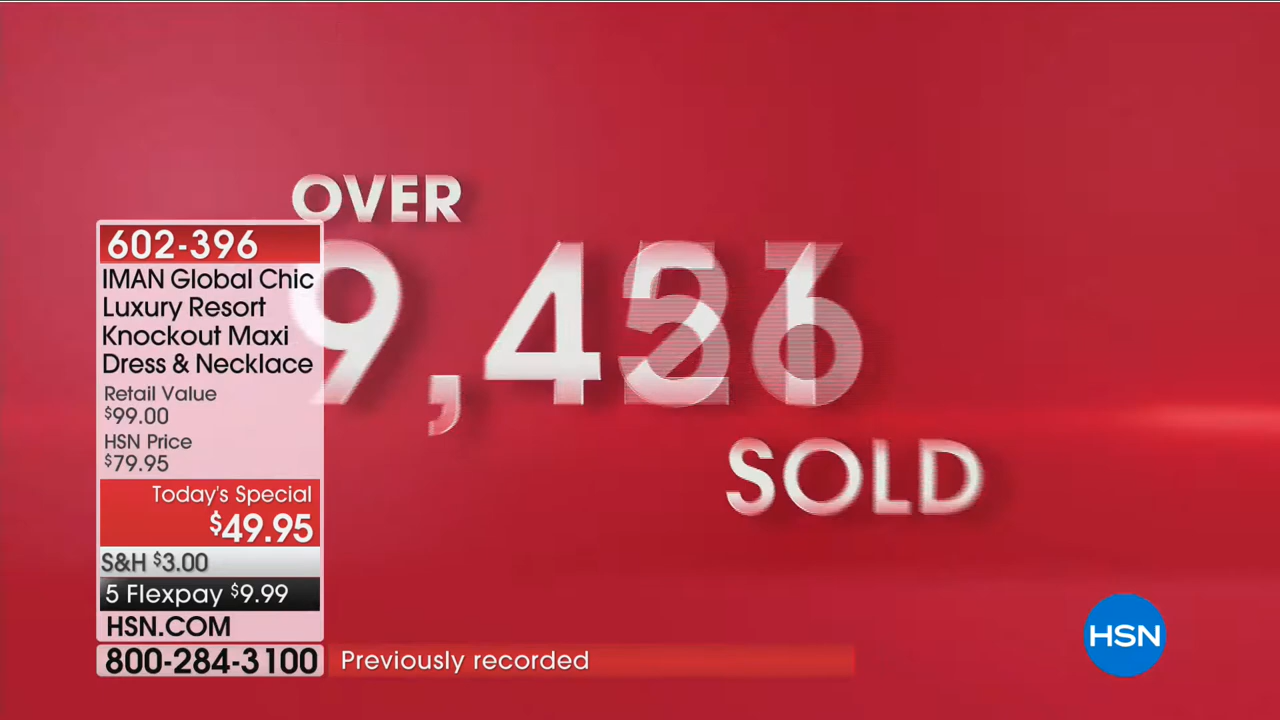 OVER
SOLD
602-396
IMAN Global Chic
Luxury Resort
Knockout Maxi
Dress & Necklace
Retail Value
$99.00
HSN Price
$79.95
Today's Special
$49.95
S&H $3.00
5 Flexpay $9.99
HSN.COM
800-284-3100
Previously recorded
HSN